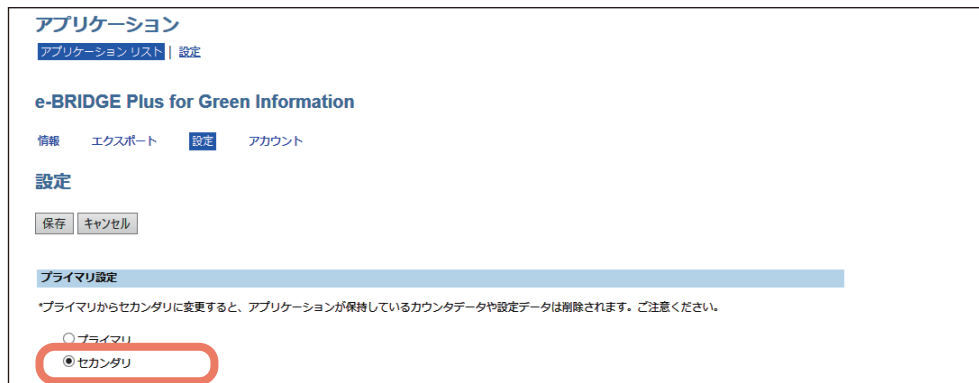 アプリケーション
アプリケーション リスト | 設定
e-BRIDGE Plus for Green Information
情報 エクスポート 設定 アカウント
設定
保存 キャンセル
プライマリ設定
*プライマリからセカンダリに変更すると、アプリケーションが保持しているカウンタデータや設定データは削除されます。ご注意ください。
プライマリ
セカンダリ